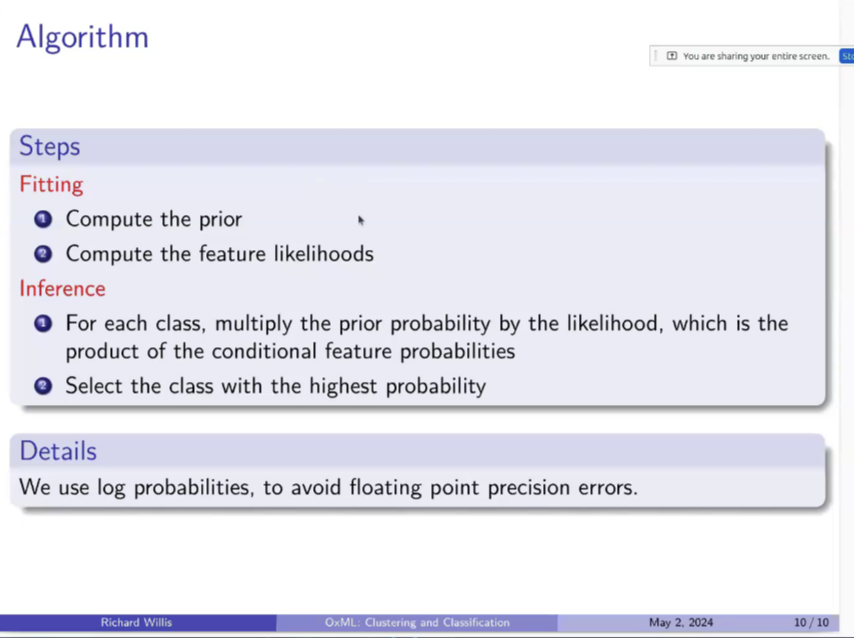 Algorithm
You are sharing your entire screen.
Steps
Fitting
1 Compute the prior
2 Compute the feature likelihoods
Inference
1 For each class, multiply the prior probability by the likelihood, which is the
product of the conditional feature probabilities
2 Select the class with the highest probability
Details
We use log probabilities, to avoid floating point precision errors.
Richard Willis OxML: Clustering and Classification May 2, 2024 10 / 10